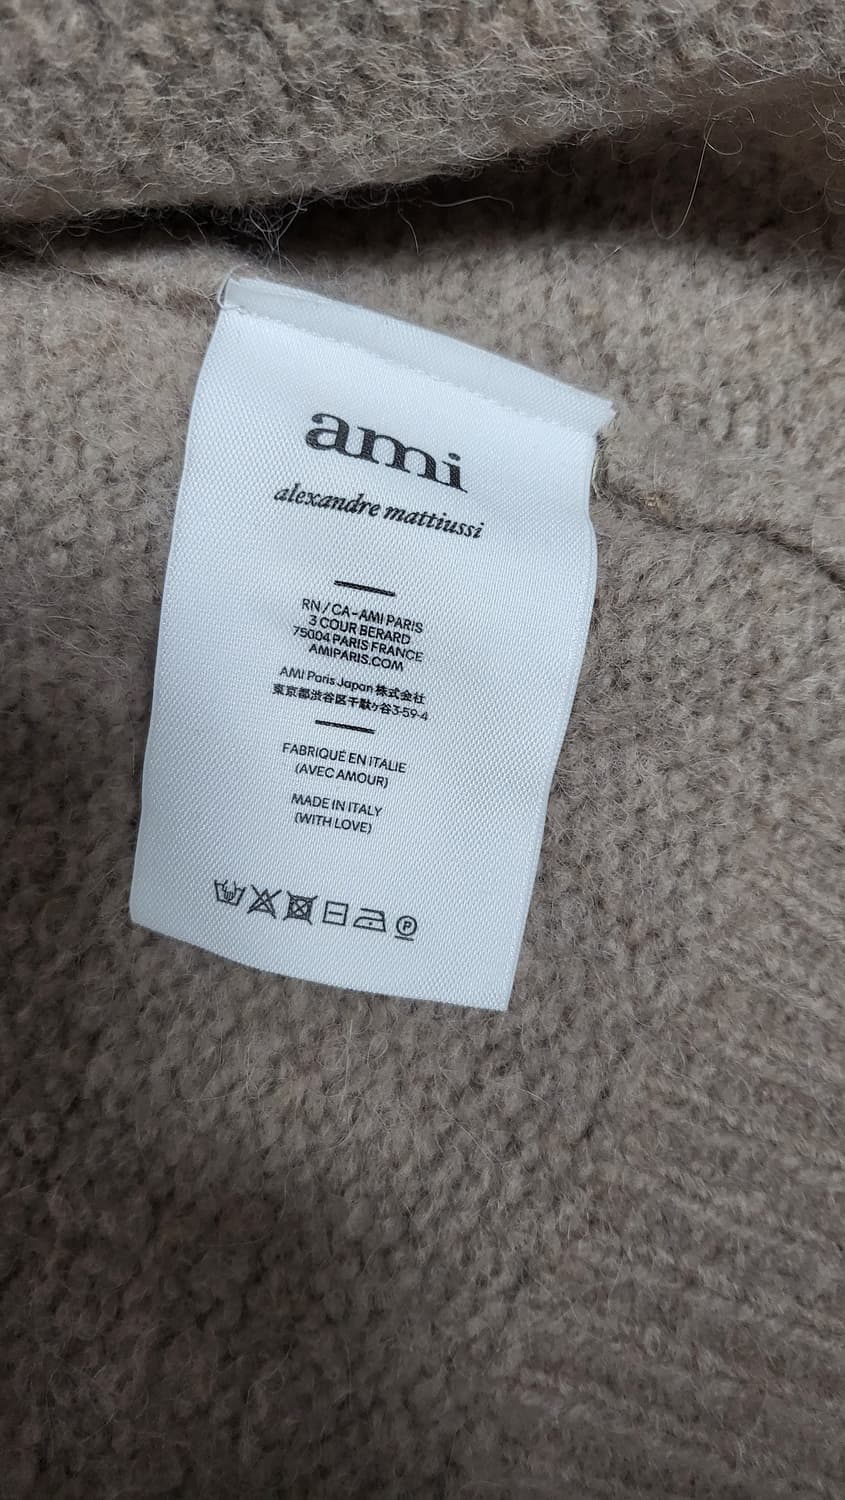 ami
alexandre mattiussi
RN / CA-AMI PARIS
3 COUR BERARD
75004 PARIS FRANCE
AMIPARIS.COM
AMI Paris Japan 株式会社
東京都渋谷区千駄ヶ谷3-59-4
FABRIQUÉ EN ITALIE
(AVEC AMOUR)
MADE IN ITALY
(WITH LOVE)
P